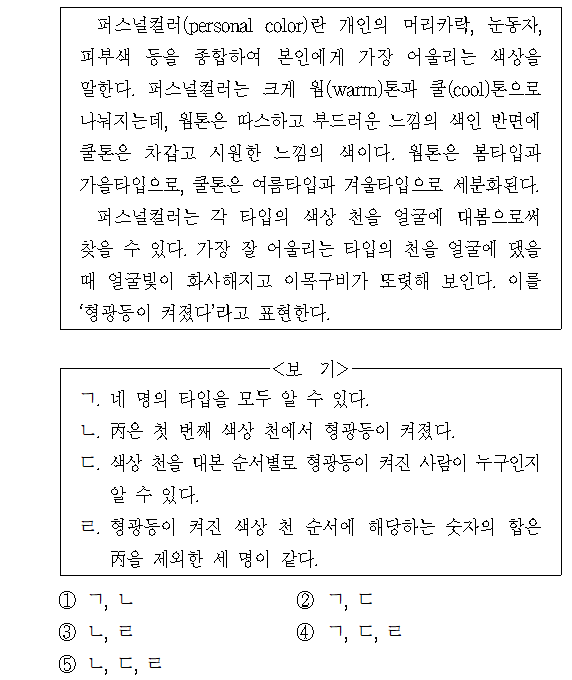 퍼스널컬러(personal color)란 개인의 머리카락, 눈동자,
피부색 등을 종합하여 본인에게 가장 어울리는 색상을
말한다. 퍼스널컬러는 크게 웜(warm)톤과 쿨(cool)톤으로
나눠지는데, 웜톤은 따스하고 부드러운 느낌의 색인 반면에
쿨톤은 차갑고 시원한 느낌의 색이다. 웜톤은 봄타입과
가을타입으로, 쿨톤은 여름타입과 겨울타입으로 세분화된다.
퍼스널컬러는 각 타입의 색상 천을 얼굴에 대봄으로써
찾을 수 있다. 가장 잘 어울리는 타입의 천을 얼굴에 댔을
때 얼굴빛이 화사해지고 이목구비가 또렷해 보인다. 이를
‘형광등이 켜졌다’라고 표현한다.
<보 기>
ㄱ. 네 명의 타입을 모두 알 수 있다.
ㄴ. 丙은 첫 번째 색상 천에서 형광등이 켜졌다.
ㄷ. 색상 천을 대본 순서별로 형광등이 켜진 사람이 누구인지
알 수 있다.
ㄹ. 형광등이 켜진 색상 천 순서에 해당하는 숫자의 합은
丙을 제외한 세 명이 같다.
① ㄱ, ㄴ ② ㄱ, ㄷ
③ ㄴ, ㄹ ④ ㄱ, ㄷ, ㄹ
⑤ ㄴ, ㄷ, ㄹ